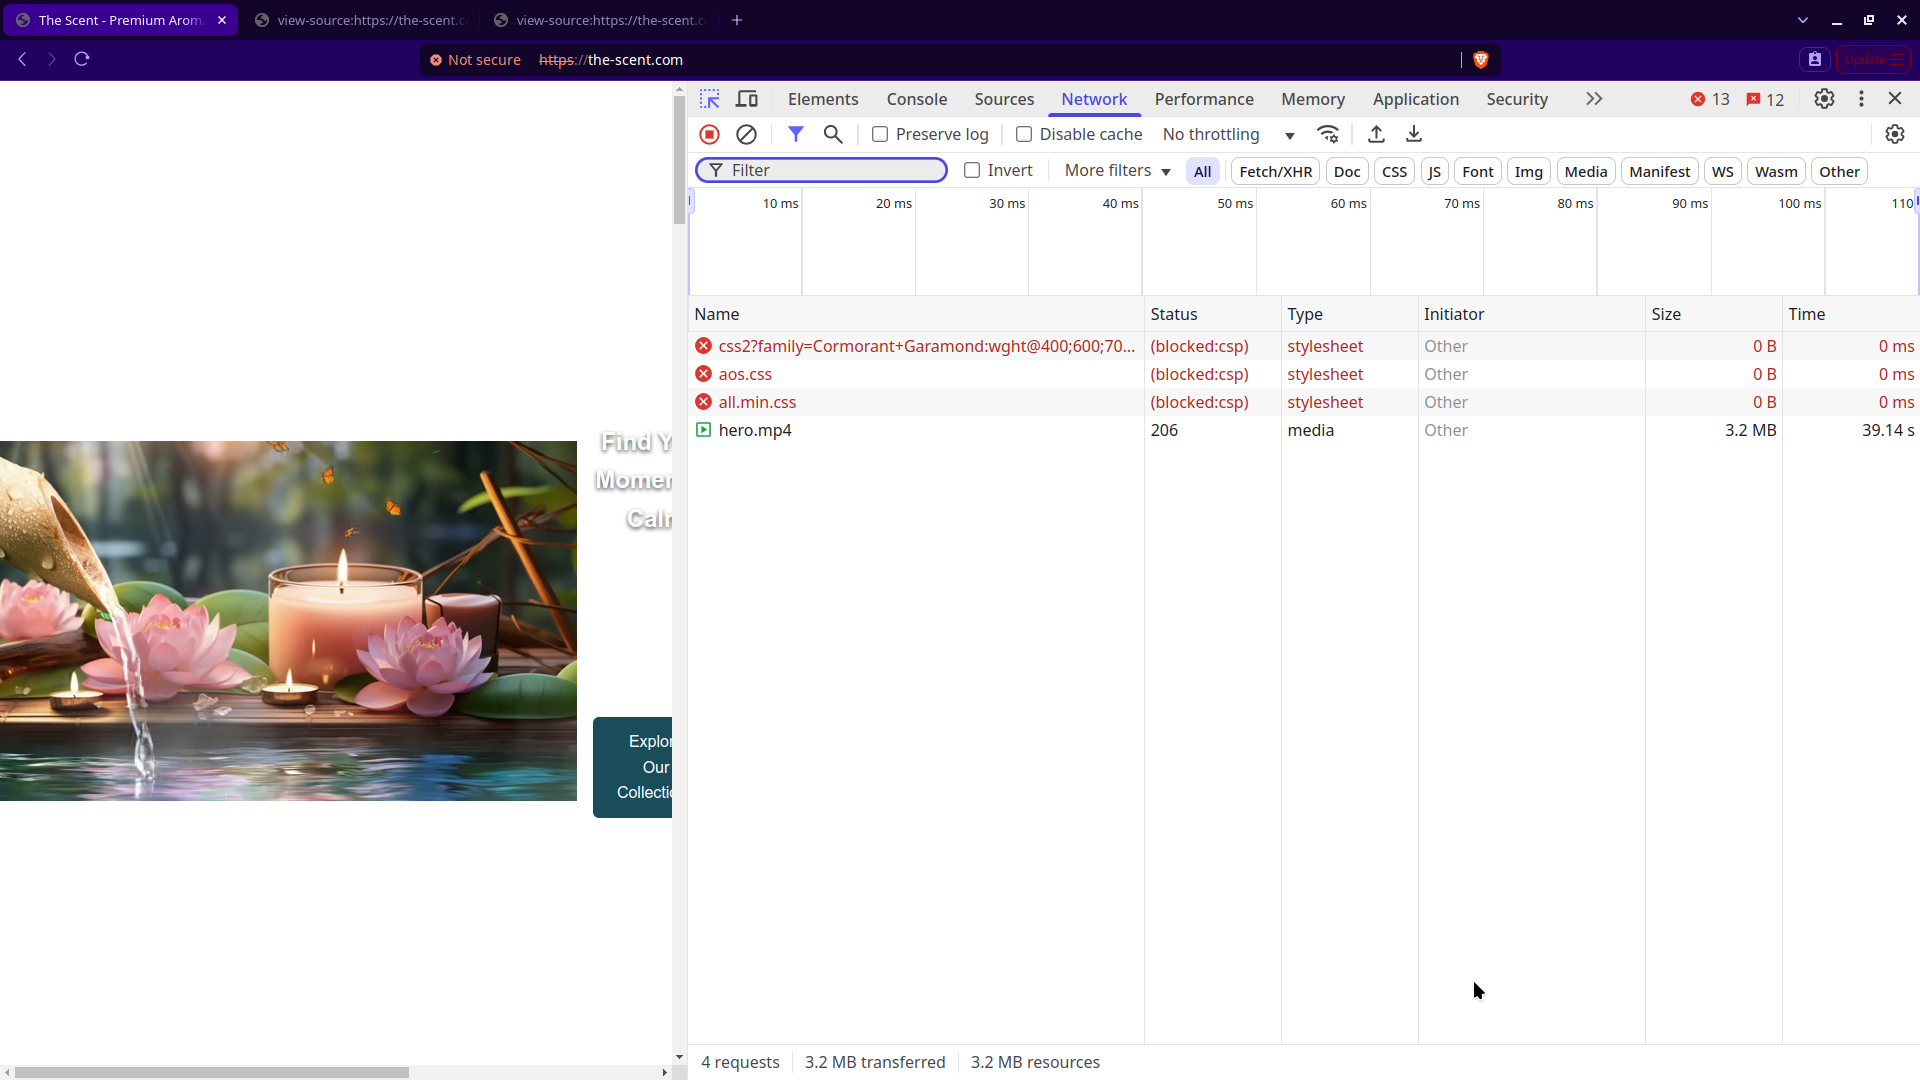 The Scent - Premium Arom
view-source:https://the-scent.c
view-source:https://the-scent.c
Not secure https://the-scent.com
Update
Elements Console Sources Network Performance Memory Application Security 13 12
Preserve log Disable cache No throttling
Filter Invert More filters All Fetch/XHR Doc CSS JS Font Img Media Manifest WS Wasm Other
10 ms 20 ms 30 ms 40 ms 50 ms 60 ms 70 ms 80 ms 90 ms 100 ms 110
Name Status Type Initiator Size Time
css2?family=Cormorant+Garamond:wght@400;600;70... (blocked:csp) stylesheet Other 0 B 0 ms
aos.css (blocked:csp) stylesheet Other 0 B 0 ms
all.min.css (blocked:csp) stylesheet Other 0 B 0 ms
hero.mp4 206 media Other 3.2 MB 39.14 s
4 requests 3.2 MB transferred 3.2 MB resources
Find Y
Momen
Caln
Explor
Our
Collectio